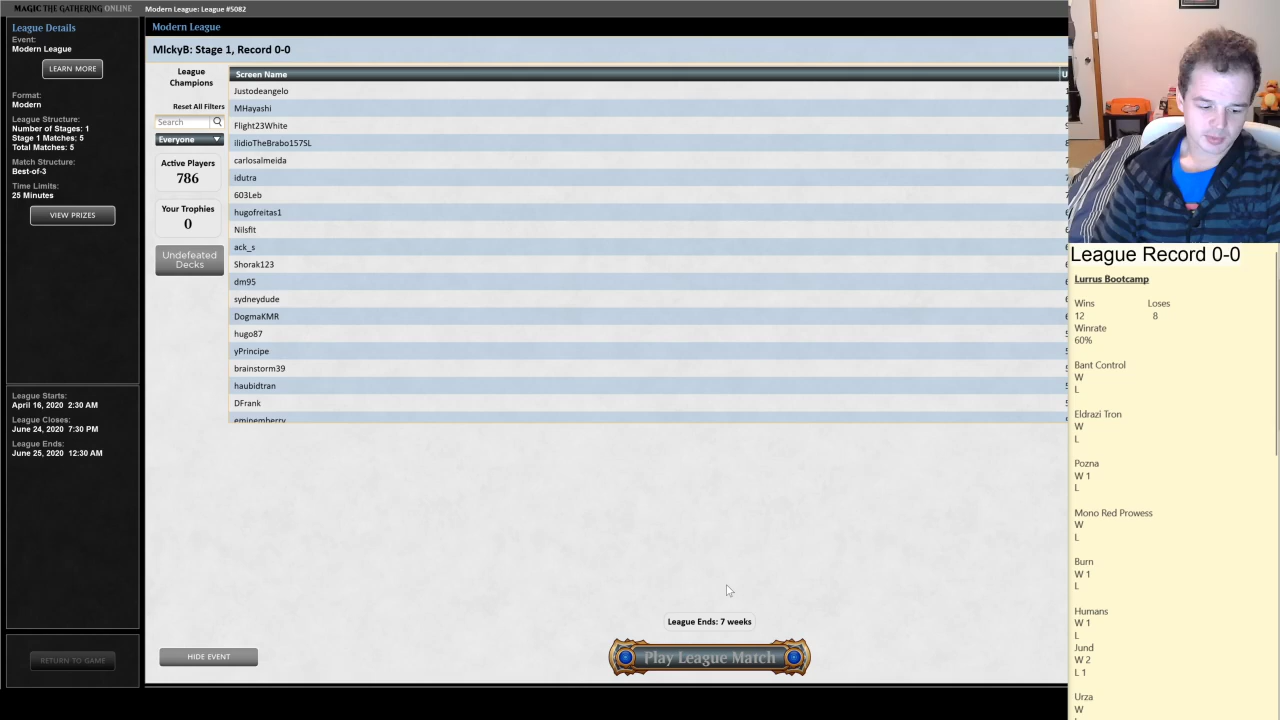 MAGIC THE GATHERING ONLINE
Modern League: League #5082
League Details
Event:
Modern League
LEARN MORE
Format:
Modern
League Structure:
Number of Stages: 1
Stage 1 Matches: 5
Total Matches: 5
Match Structure:
Best-of-3
Time Limits:
25 Minutes
VIEW PRIZES
League Starts:
April 16, 2020 2:30 AM
League Closes:
June 24, 2020 7:30 PM
League Ends:
June 25, 2020 12:30 AM
RETURN TO GAME
Modern League
MIckyB: Stage 1, Record 0-0
League
Champions
Reset All Filters
Search
Everyone
Active Players
786
Your Trophies
0
Undefeated
Decks
Screen Name
U
Justodeangelo
MHayashi
Flight23White
ilidioTheBrabo157SL
carlosalmeida
idutra
603Leb
hugofreitas1
Nilsfit
ack_s
Shorak123
dm95
sydneydude
DogmaKMR
hugo87
yPrincipe
brainstorm39
haubidtran
DFrank
eminemberry
League Ends: 7 weeks
HIDE EVENT
Play League Match
League Record 0-0
Lurrus Bootcamp
Wins Loses
12 8
Winrate
60%
Bant Control
W
L
Eldrazi Tron
W
L
Pozna
W 1
L
Mono Red Prowess
W
L
Burn
W 1
L
Humans
W 1
L
Jund
W 2
L 1
Urza
W